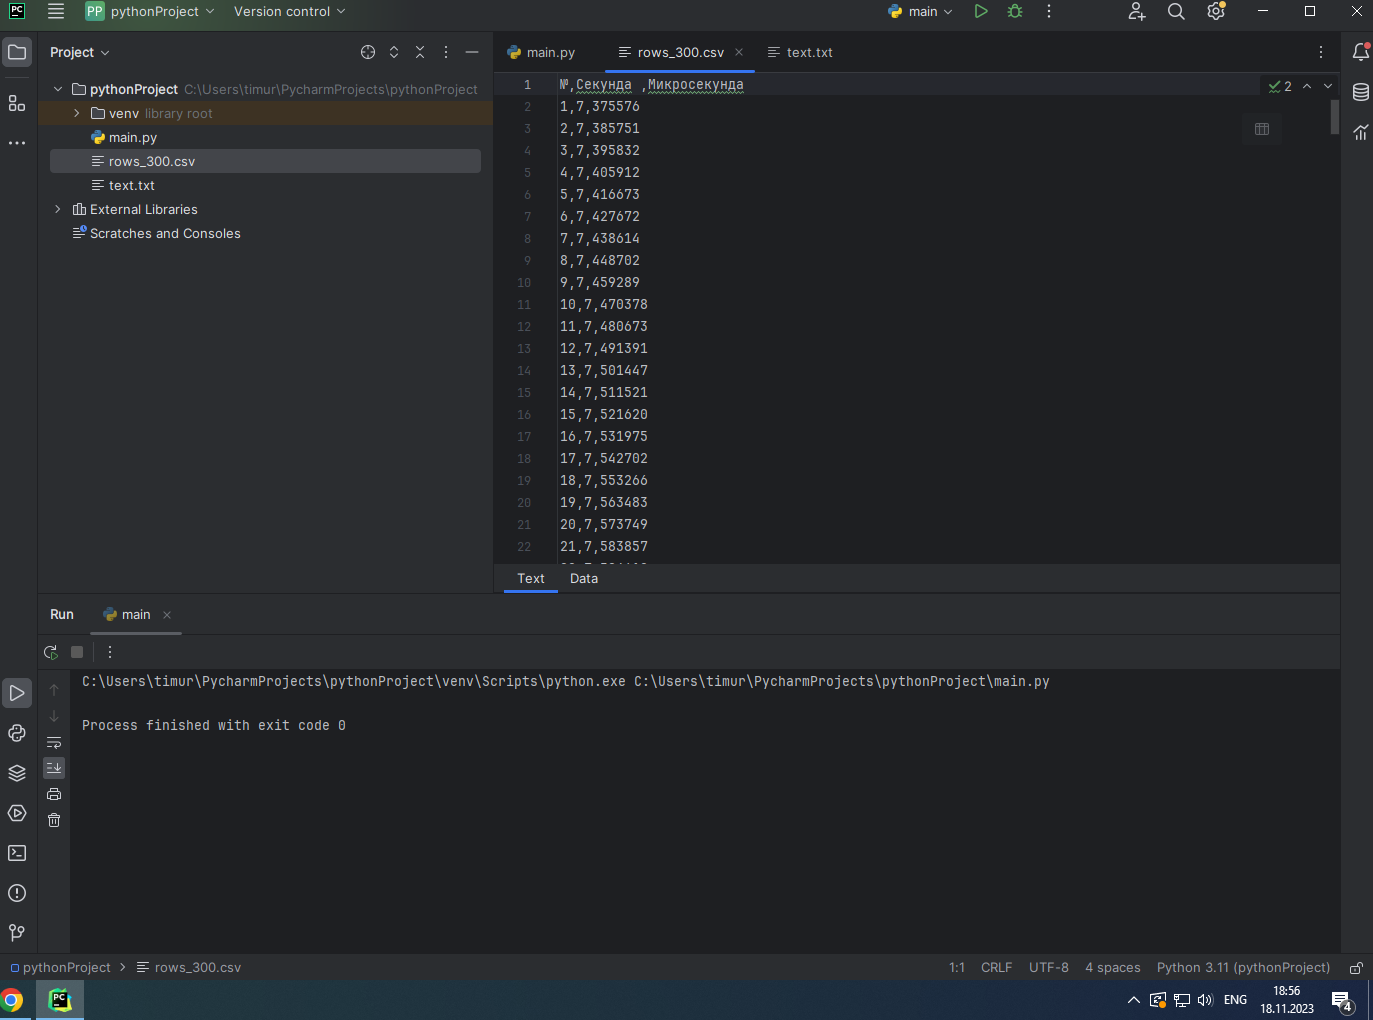 PC
PP pythonProject Version control main
Project
main.py rows_300.csv text.txt
pythonProject C:\Users\timur\PycharmProjects\pythonProject
venv library root
main.py
rows_300.csv
text.txt
External Libraries
Scratches and Consoles
1 №,Секунда ,Микросекунда 2
2 1,7,375576
3 2,7,385751
4 3,7,395832
5 4,7,405912
6 5,7,416673
7 6,7,427672
8 7,7,438614
9 8,7,448702
10 9,7,459289
11 10,7,470378
12 11,7,480673
13 12,7,491391
14 13,7,501447
15 14,7,511521
16 15,7,521620
17 16,7,531975
18 17,7,542702
19 18,7,553266
20 19,7,563483
21 20,7,573749
22 21,7,583857
Text Data
Run main
C:\Users\timur\PycharmProjects\pythonProject\venv\Scripts\python.exe C:\Users\timur\PycharmProjects\pythonProject\main.py
Process finished with exit code 0
pythonProject rows_300.csv 1:1 CRLF UTF-8 4 spaces Python 3.11 (pythonProject)
PC ENG 18:56
18.11.2023 4